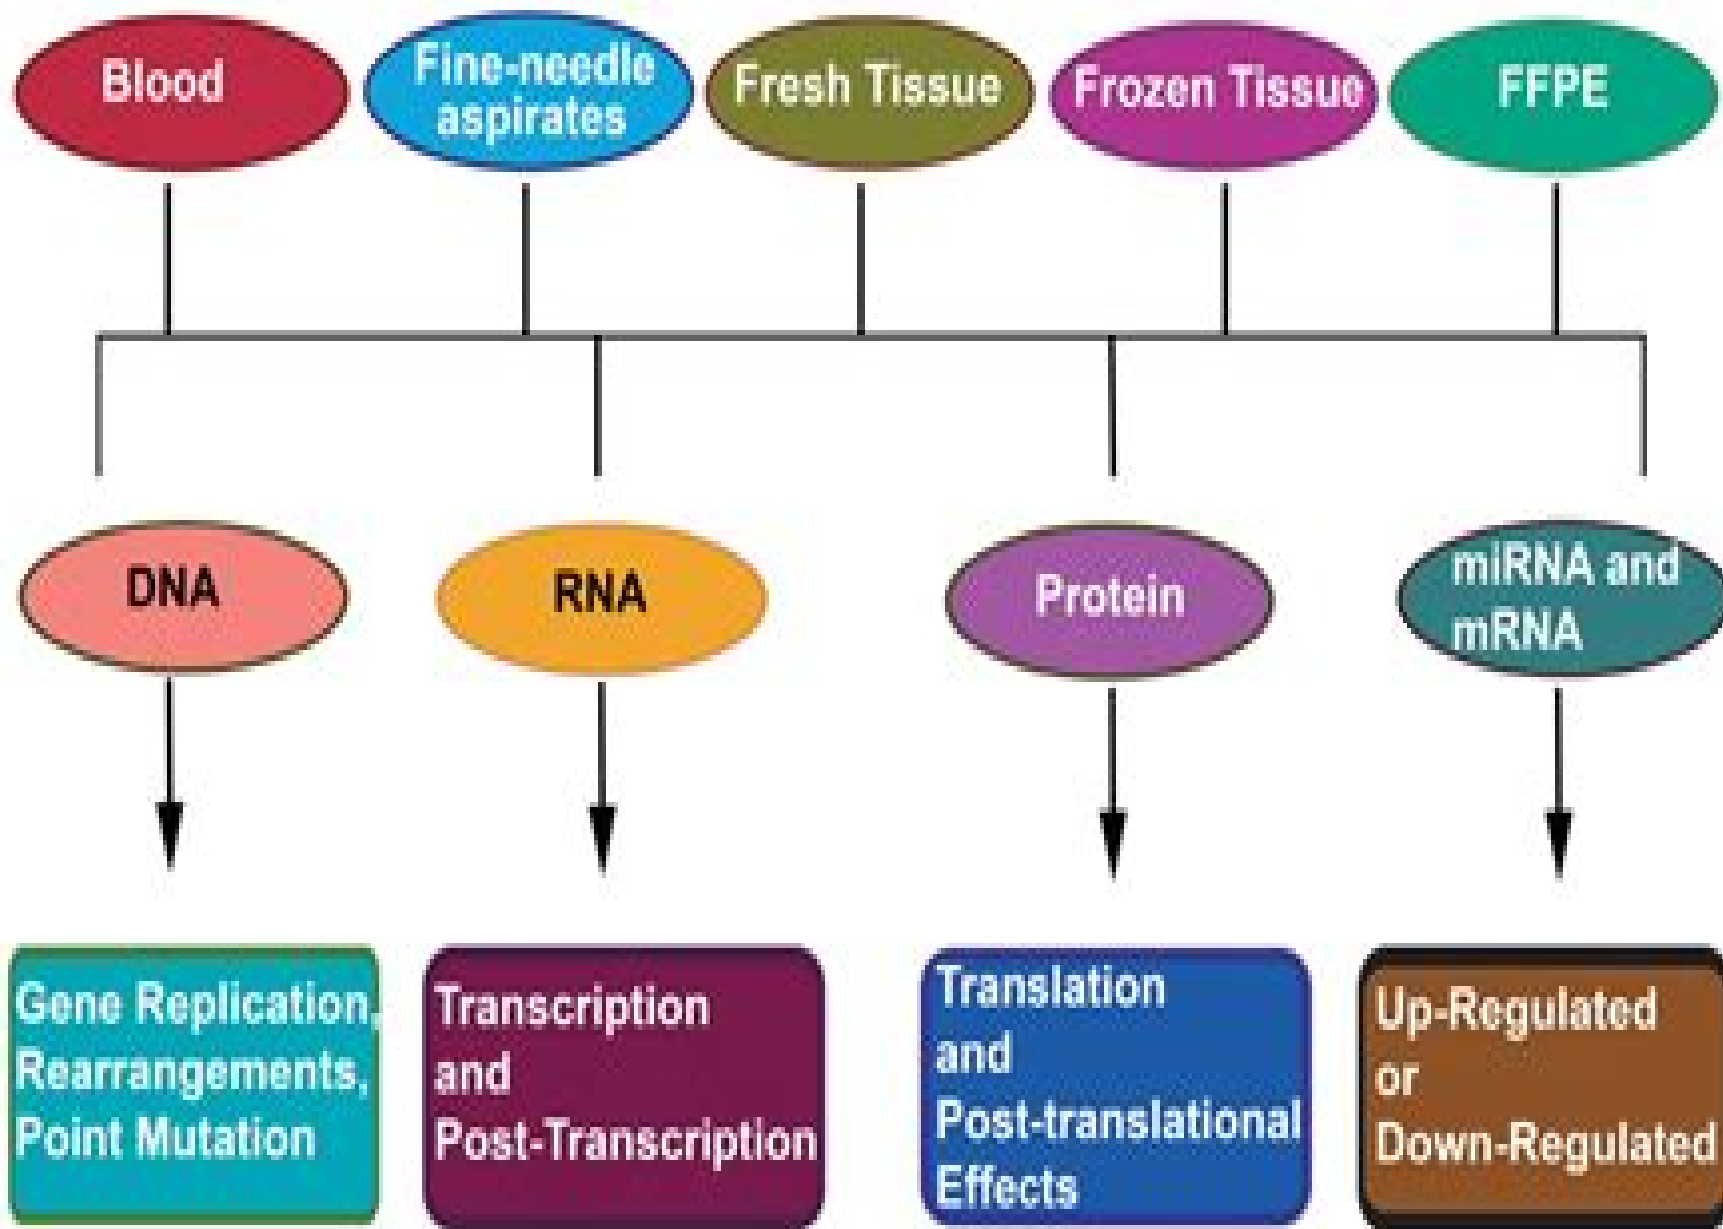 Blood
Fine-needle
aspirates
Fresh Tissue
Frozen Tissue
FFPE
DNA
RNA
Protein
miRNA and
mRNA
Gene Replication,
Rearrangements,
Point Mutation
Transcription
and
Post-Transcription
Translation
and
Post-translational
Effects
Up-Regulated
or
Down-Regulated